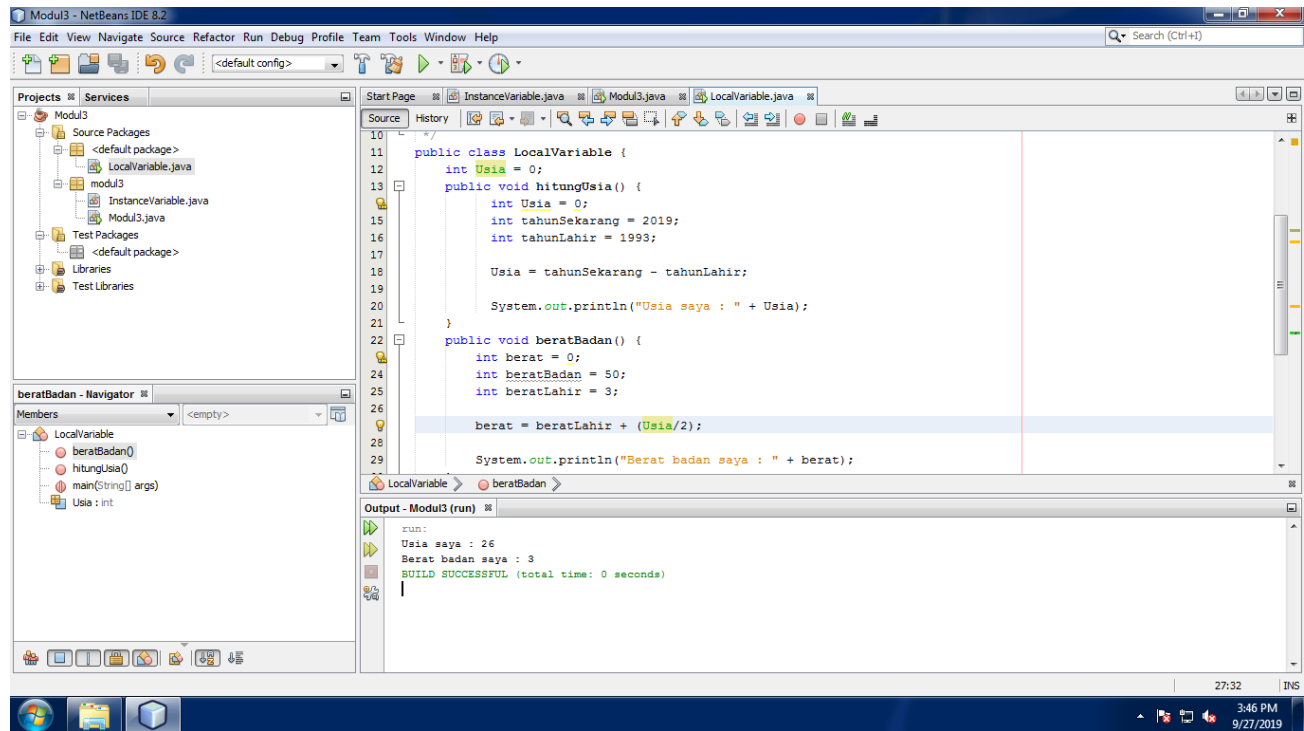 Modul3 - NetBeans IDE 8.2
File Edit View Navigate Source Refactor Run Debug Profile Team Tools Window Help
Search (Ctrl+I)
<default config>
Projects Services
Modul3
Source Packages
<default package>
LocalVariable.java
modul3
InstanceVariable.java
Modul3.java
Test Packages
<default package>
Libraries
Test Libraries
beratBadan - Navigator
Members <empty>
LocalVariable
beratBadan()
hitungUsia()
main(String[] args)
Usia : int
Start Page InstanceVariable.java Modul3.java LocalVariable.java
Source History
10 */
11 public class LocalVariable {
12 int Usia = 0;
13 public void hitungUsia() {
int Usia = 0;
15 int tahunSekarang = 2019;
16 int tahunLahir = 1993;
17
18 Usia = tahunSekarang - tahunLahir;
19
20 System.out.println("Usia saya : " + Usia);
21 }
22 public void beratBadan() {
int berat = 0;
24 int beratBadan = 50;
25 int beratLahir = 3;
26
berat = beratLahir + (Usia/2);
28
29 System.out.println("Berat badan saya : " + berat);
LocalVariable beratBadan
Output - Modul3 (run)
run:
Usia saya : 26
Berat badan saya : 3
BUILD SUCCESSFUL (total time: 0 seconds)
27:32 INS
3:46 PM
9/27/2019